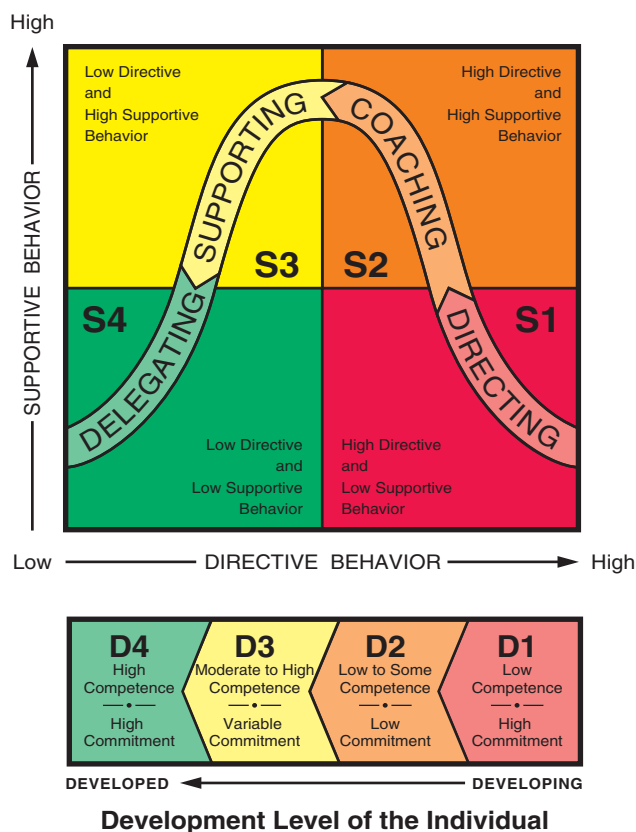 High
Low Directive
and
High Supportive
Behavior
High Directive
and
High Supportive
Behavior
SUPPORTING
COACHING
S3
S2
S4
S1
DELEGATING
DIRECTING
SUPPORTIVE BEHAVIOR
Low Directive
and
Low Supportive
Behavior
High Directive
and
Low Supportive
Behavior
Low
DIRECTIVE BEHAVIOR
High
D4
High
Competence
High
Commitment
D3
Moderate to High
Competence
Variable
Commitment
D2
Low to Some
Competence
Low
Commitment
D1
Low
Competence
High
Commitment
DEVELOPED
DEVELOPING
Development Level of the Individual